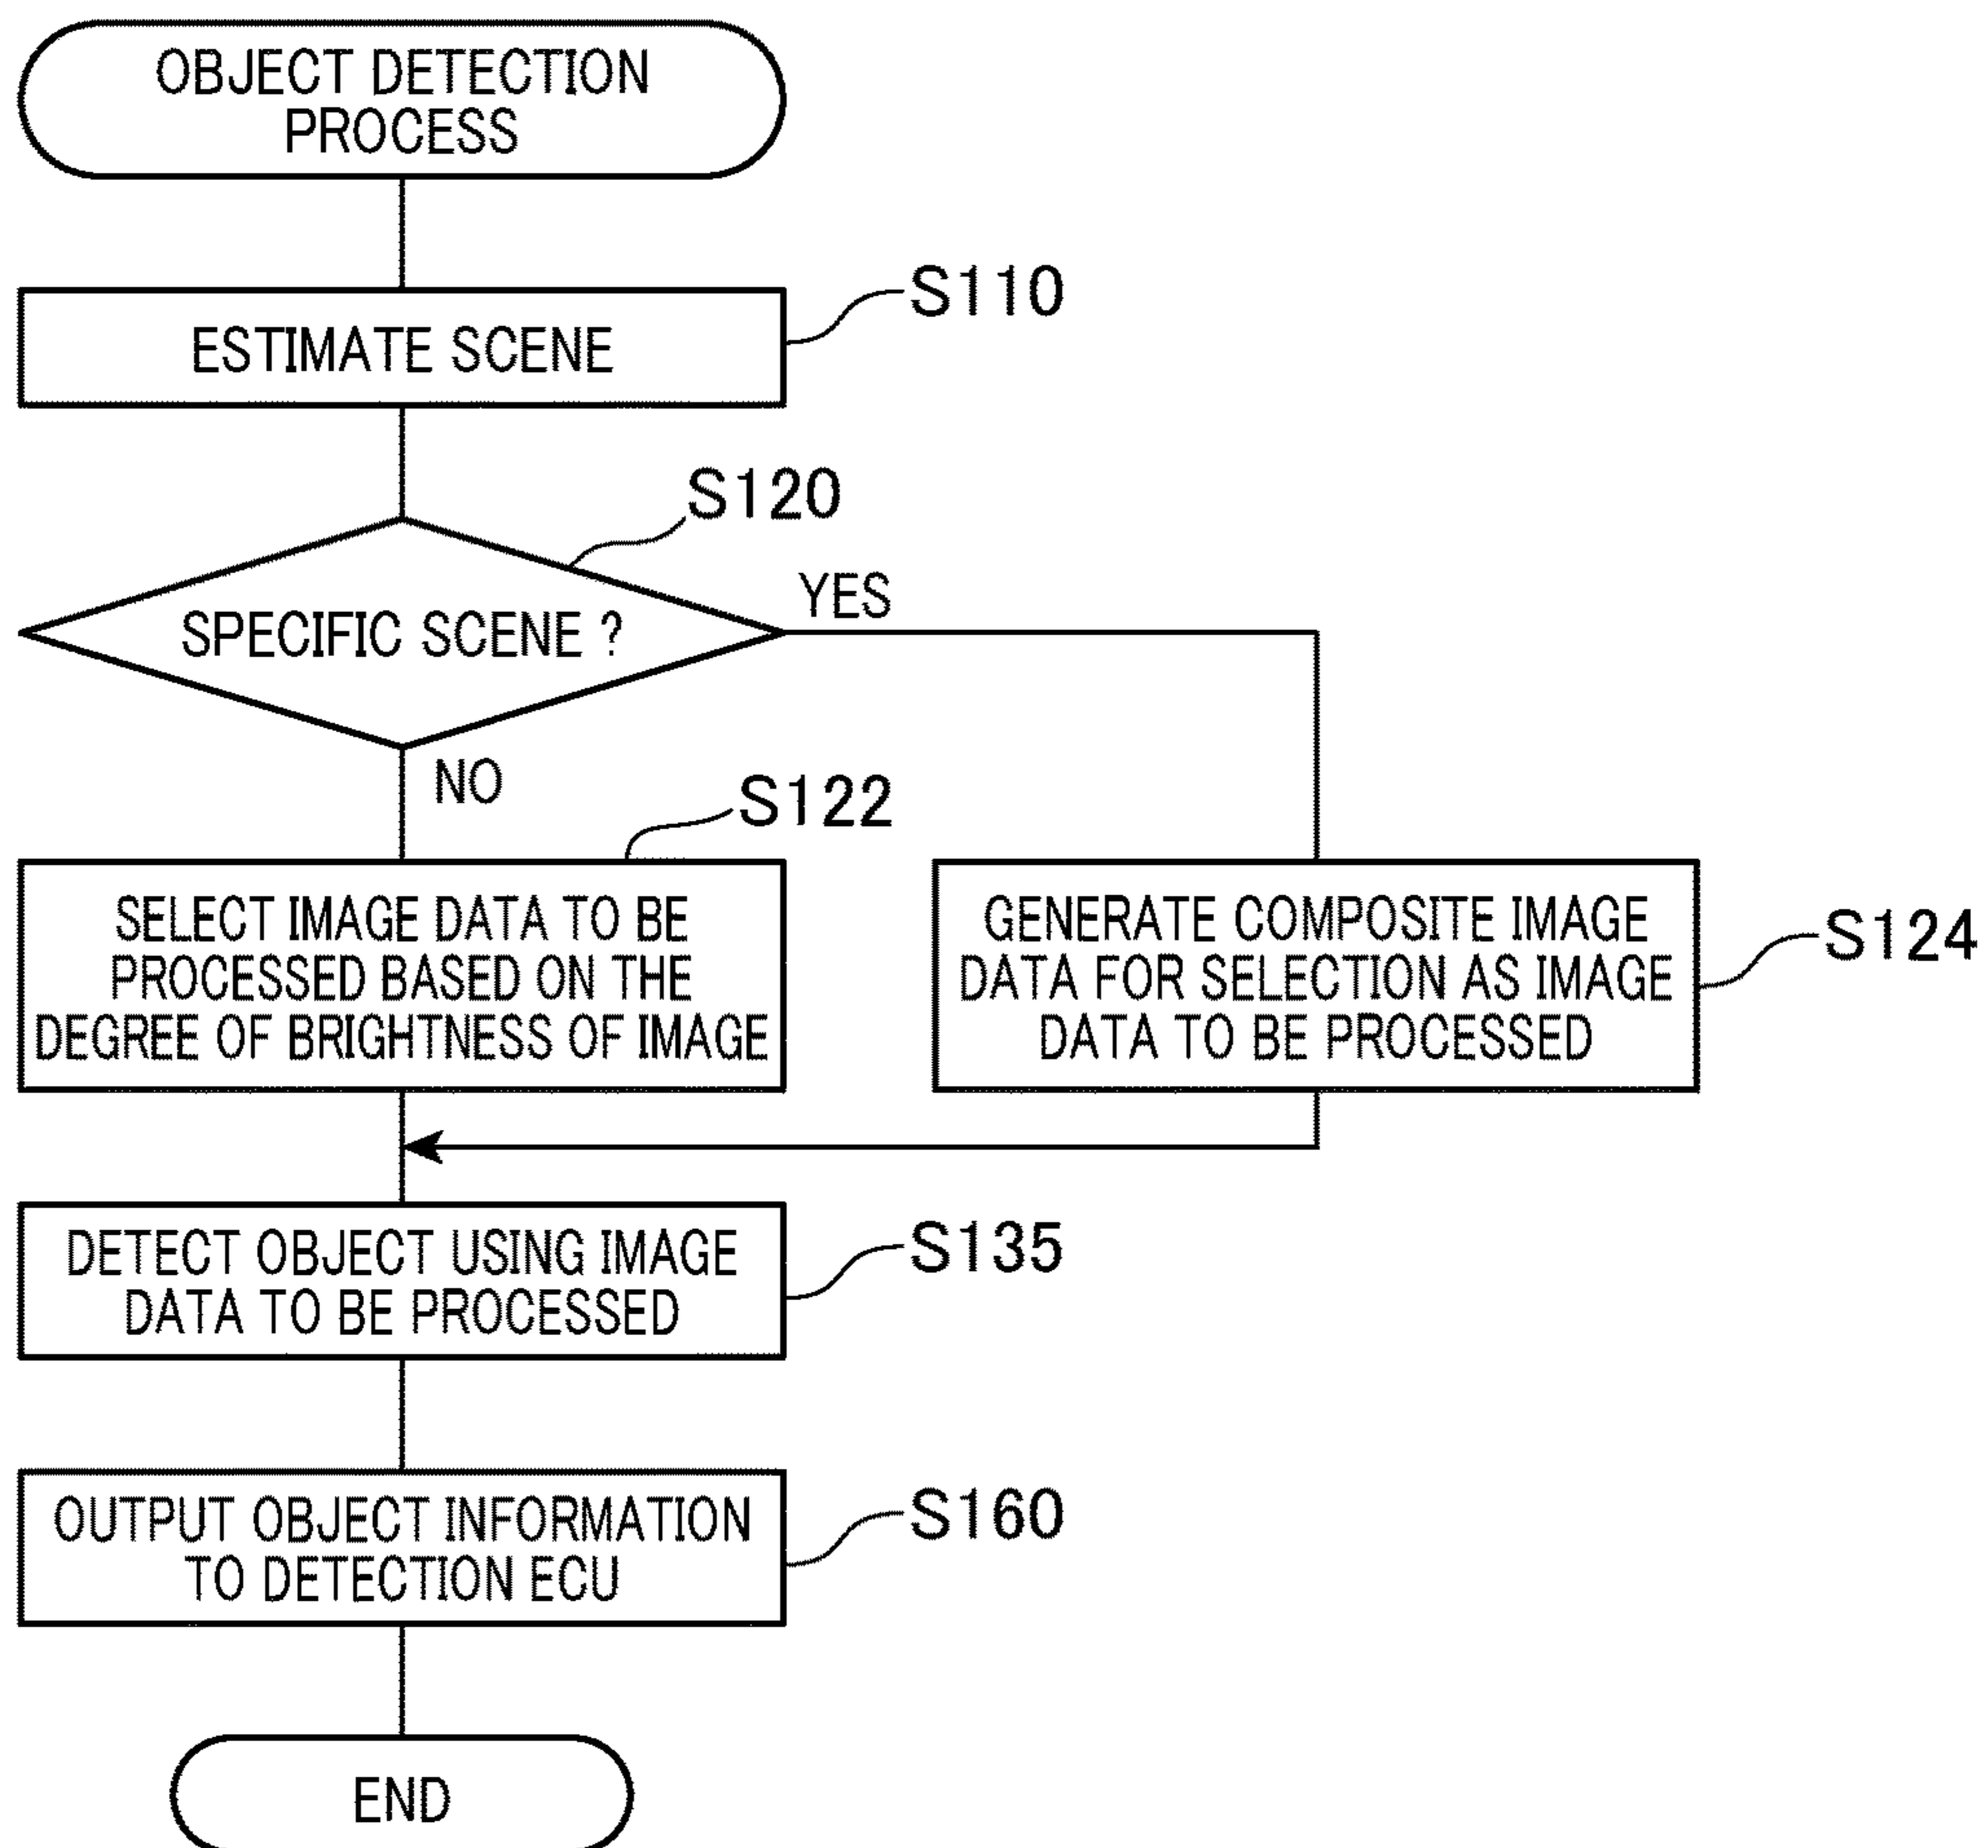 OBJECT DETECTION
PROCESS
S110
ESTIMATE SCENE
S120
SPECIFIC SCENE ?
YES
NO
S122
SELECT IMAGE DATA TO BE
PROCESSED BASED ON THE
DEGREE OF BRIGHTNESS OF IMAGE
GENERATE COMPOSITE IMAGE
DATA FOR SELECTION AS IMAGE
DATA TO BE PROCESSED
S124
DETECT OBJECT USING IMAGE
DATA TO BE PROCESSED
S135
OUTPUT OBJECT INFORMATION
TO DETECTION ECU
S160
END